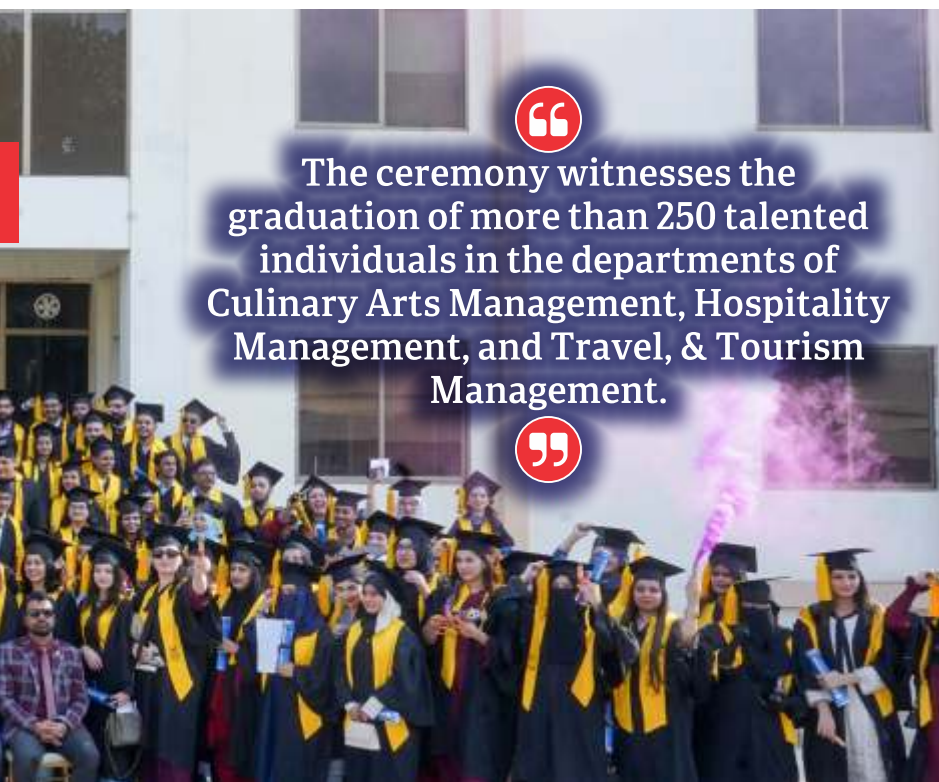 “
The ceremony witnesses the
graduation of more than 250 talented
individuals in the departments of
Culinary Arts Management, Hospitality
Management, and Travel, & Tourism
Management.
”